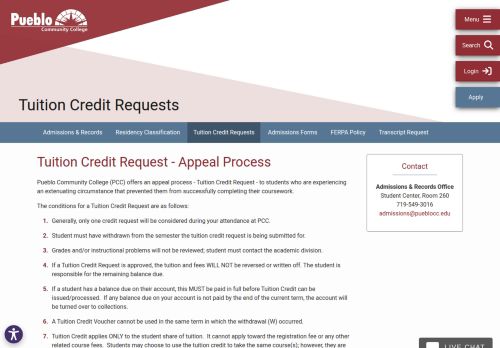 Pueblo
Community College
Menu
Search
Login
Apply
Tuition Credit Requests
Admissions & Records
Residency Classification
Tuition Credit Requests
Admissions Forms
FERPA Policy
Transcript Request
Tuition Credit Request - Appeal Process
Pueblo Community College (PCC) offers an appeal process - Tuition Credit Request - to students who are experiencing
an extenuating circumstance that prevented them from successfully completing their coursework.
The conditions for a Tuition Credit Request are as follows:
1. Generally, only one credit request will be considered during your attendance at PCC.
2. Student must have withdrawn from the semester the tuition credit request is being submitted for.
3. Grades and/or instructional problems will not be reviewed; student must contact the academic division.
4. If a Tuition Credit Request is approved, the tuition and fees WILL NOT be reversed or written off. The student is
responsible for the remaining balance due.
5. If a student has a balance due on their account, this MUST be paid in full before Tuition Credit can be
issued/processed. If any balance due on your account is not paid by the end of the current term, the account will
be turned over to collections.
6. A Tuition Credit Voucher cannot be used in the same term in which the withdrawal (W) occurred.
7. Tuition Credit applies ONLY to the student share of tuition. It cannot apply toward the registration fee or any other
related course fees. Students may choose to use the tuition credit to take the same course(s); however, they are
Contact
Admissions & Records Office
Student Center, Room 260
719-549-3016
admissions@pueblocc.edu
LIVE CHAT